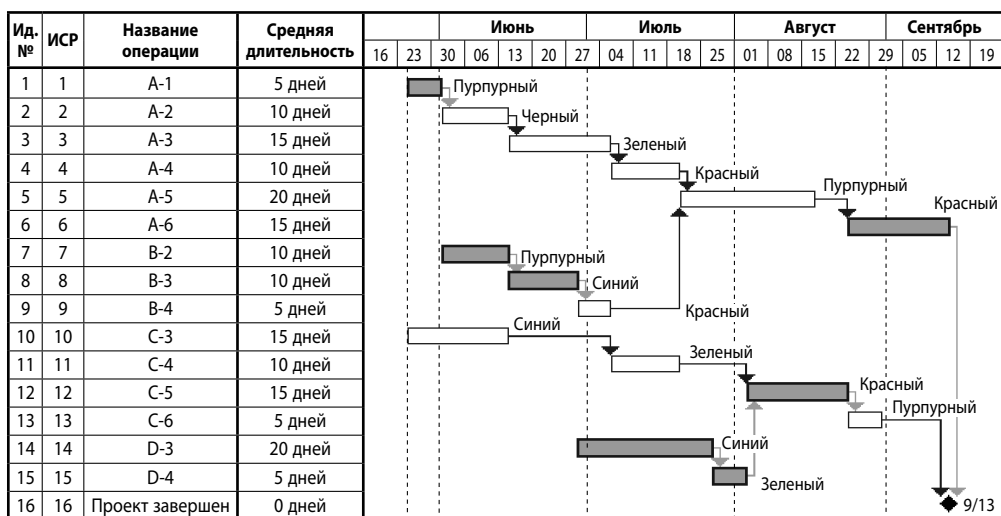 Ид. № ИСР Название операции Средняя длительность Июнь Июль Август Сентябрь
16 23 30 06 13 20 27 04 11 18 25 01 08 15 22 29 05 12 19
1 1 A-1 5 дней Пурпурный
2 2 A-2 10 дней Черный
3 3 A-3 15 дней Зеленый
4 4 A-4 10 дней Красный
5 5 A-5 20 дней Пурпурный
6 6 A-6 15 дней Красный
7 7 B-2 10 дней Пурпурный
8 8 B-3 10 дней Синий
9 9 B-4 5 дней Красный
10 10 C-3 15 дней Синий
11 11 C-4 10 дней Зеленый
12 12 C-5 15 дней Красный
13 13 C-6 5 дней Пурпурный
14 14 D-3 20 дней Синий
15 15 D-4 5 дней Зеленый
16 16 Проект завершен 0 дней 9/13